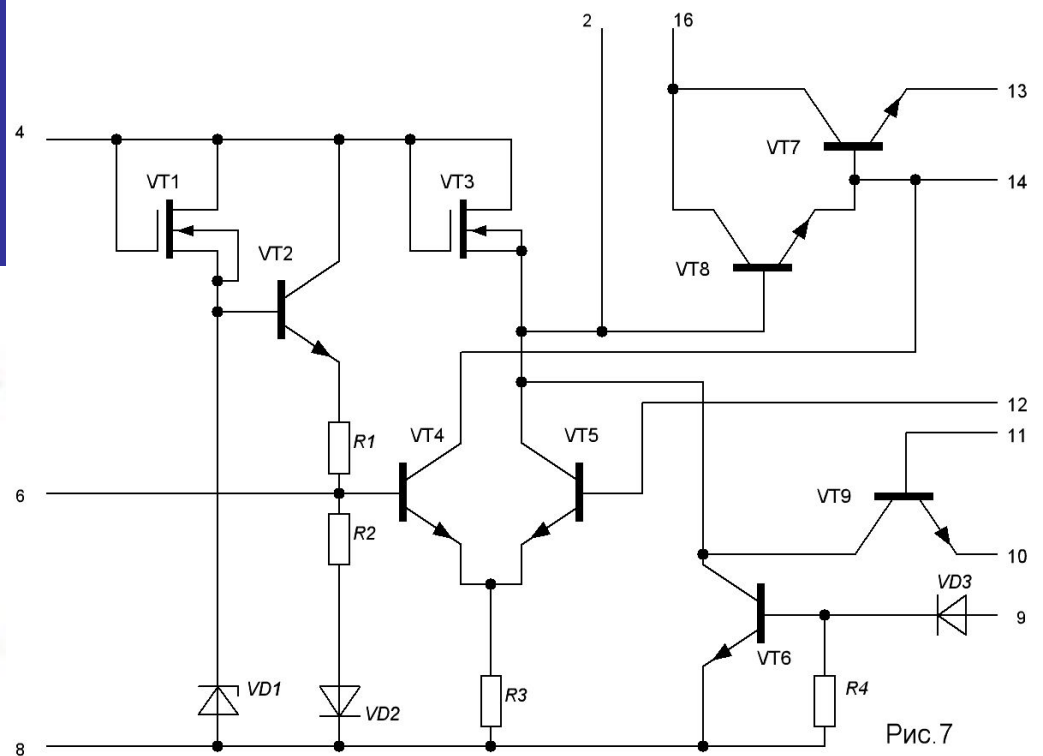 2 16
13
4
VT7
VT1 VT3
14
VT2
VT8
12
VT4 VT5
R1
11
6
VT9
R2
10
VD3
9
VT6
VD1 R3 R4
VD2
Рис.7
8